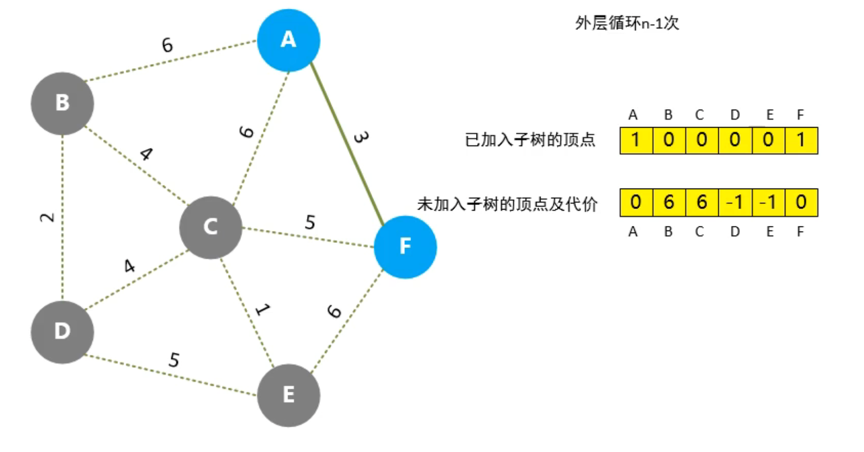 外层循环n-1次
A
6
B
6
3
4
A B C D E F
已加入子树的顶点 1 0 0 0 0 1
未加入子树的顶点及代价 0 6 6 -1 -1 0
A B C D E F
2
C
5
F
4
1
6
D
5
E